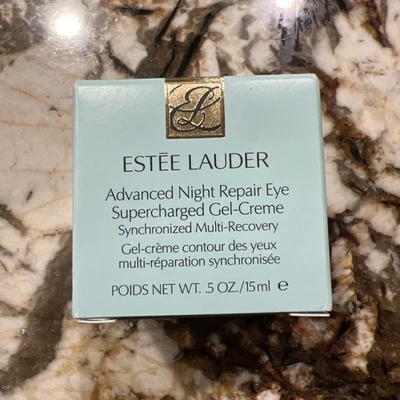 ESTĒE LAUDER
Advanced Night Repair Eye
Supercharged Gel-Creme
Synchronized Multi-Recovery
Gel-crème contour des yeux
multi-réparation synchronisée
POIDS NET WT. .5 OZ./15ml ℮